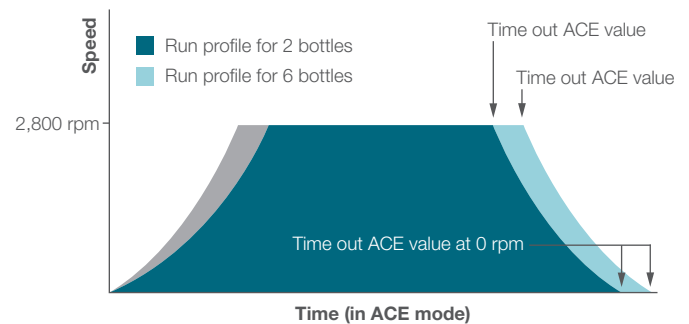 Speed
Time out ACE value
Run profile for 2 bottles
Run profile for 6 bottles
Time out ACE value
2,800 rpm
Time out ACE value at 0 rpm
Time (in ACE mode)